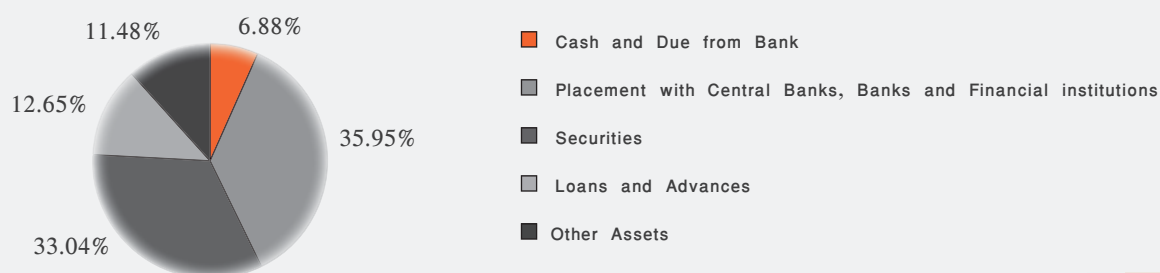 11.48%
6.88%
12.65%
35.95%
33.04%
Cash and Due from Bank
Placement with Central Banks, Banks and Financial institutions
Securities
Loans and Advances
Other Assets